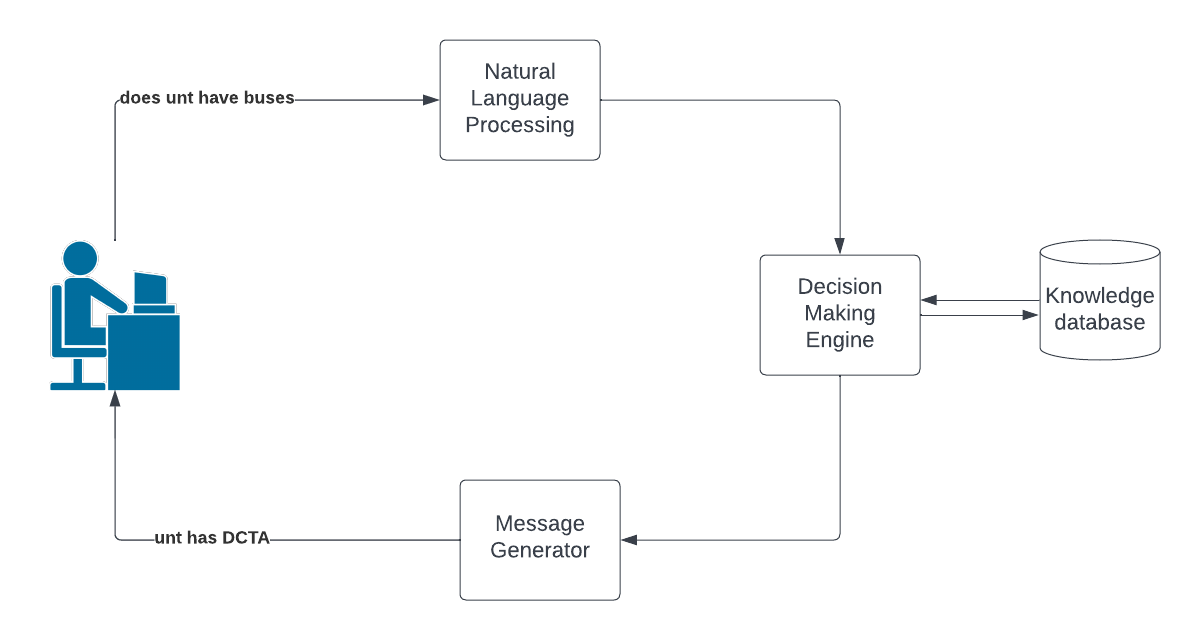 does unt have buses
Natural
Language
Processing
Decision
Making
Engine
Knowledge
database
Message
Generator
unt has DCTA